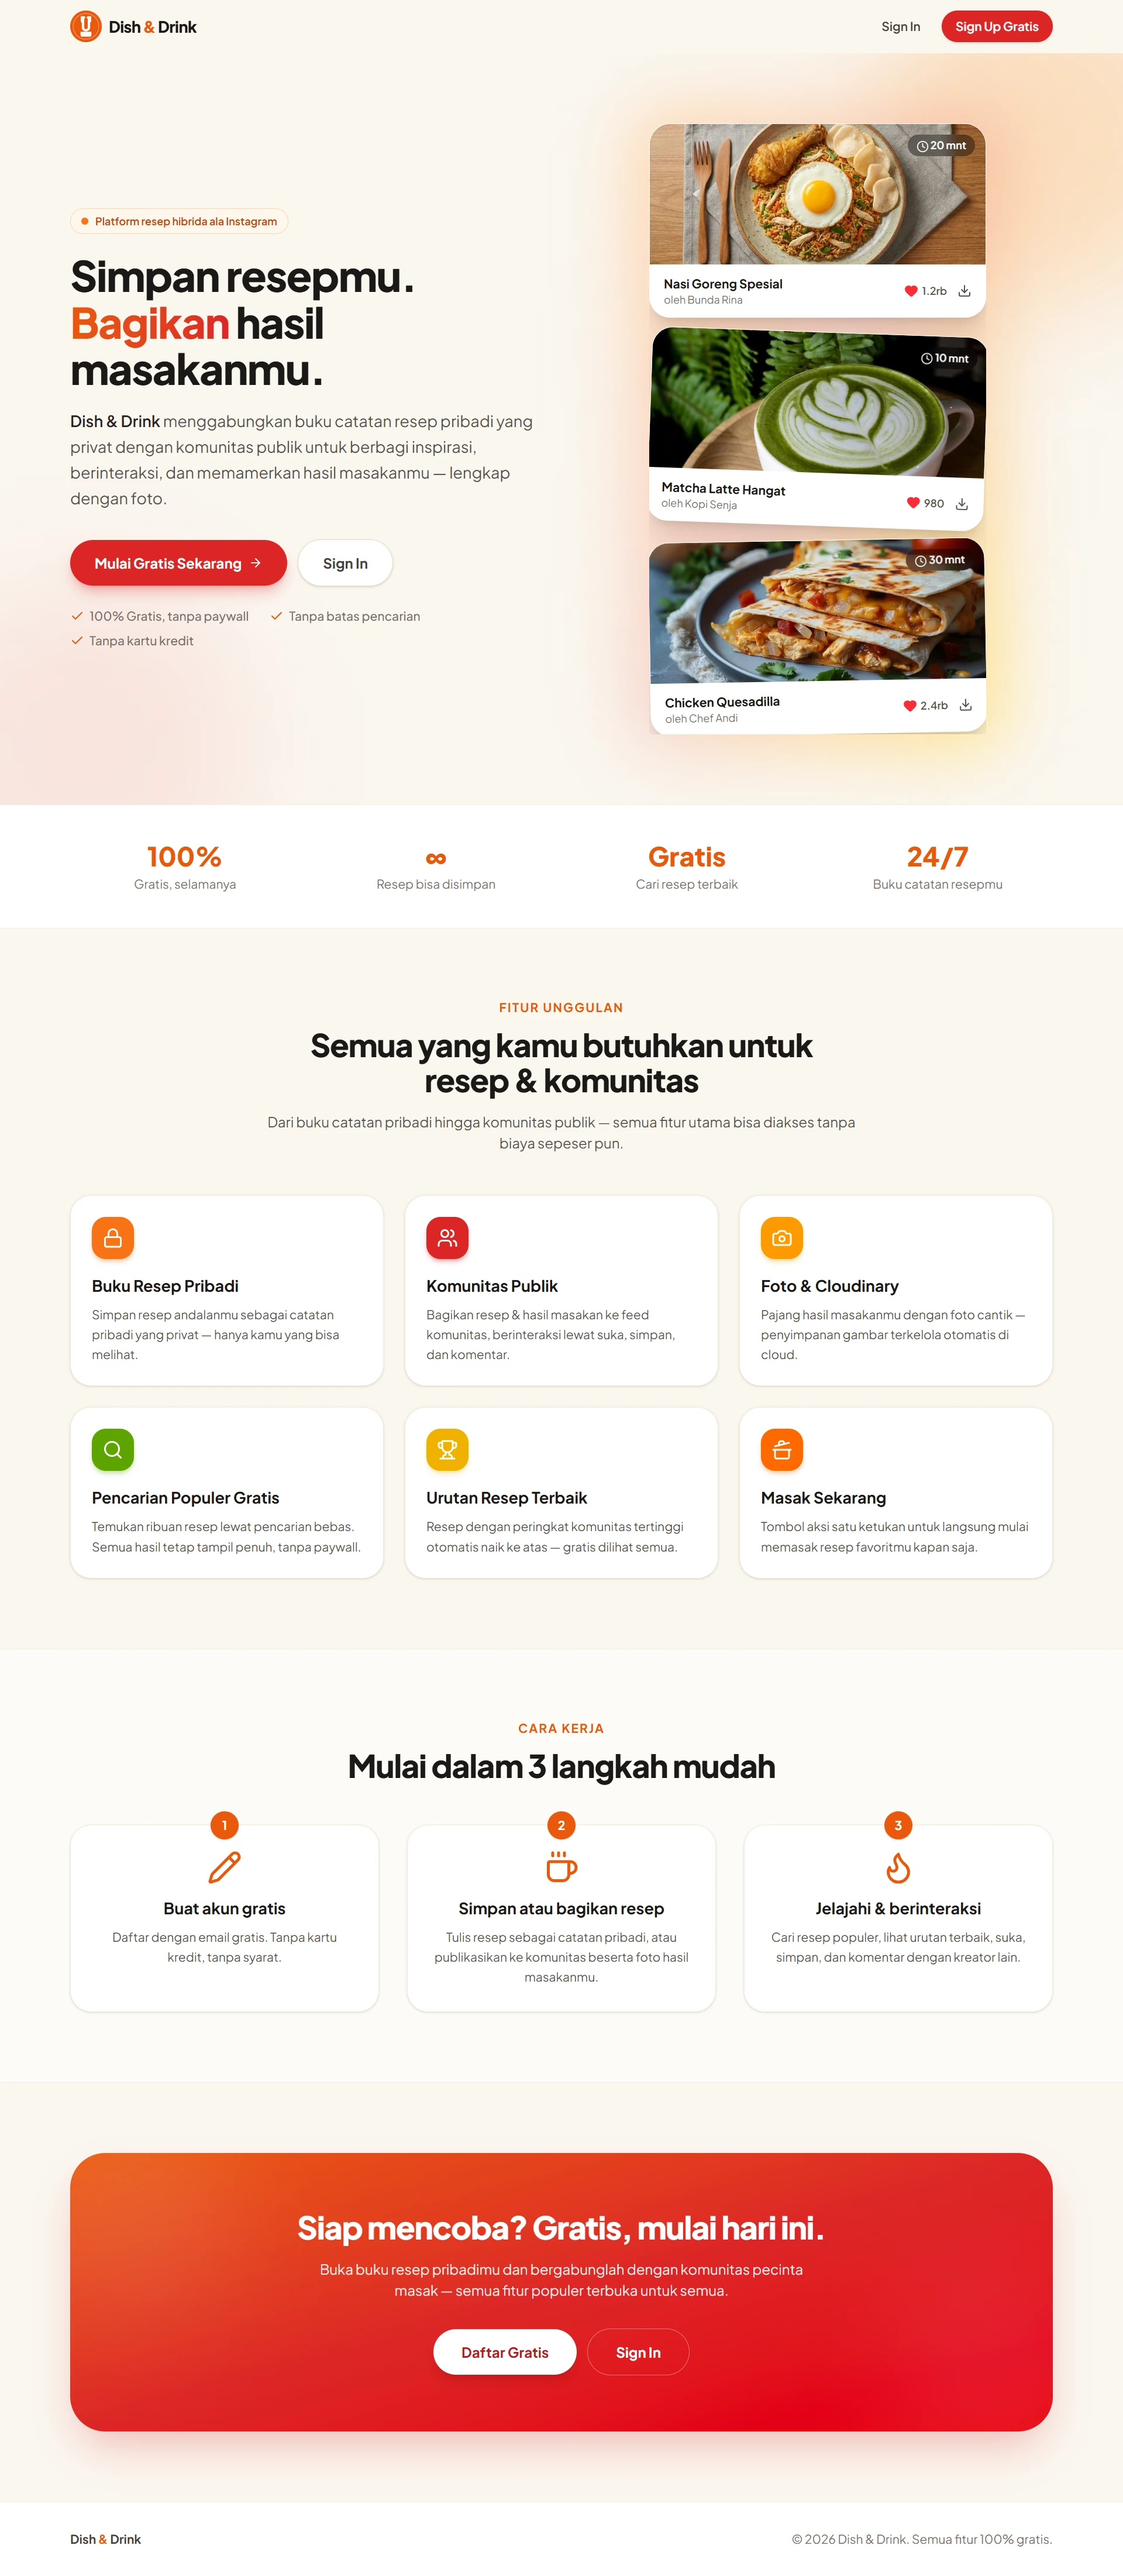 Dish & Drink
Sign In
Sign Up Gratis
Platform resep hibrida ala Instagram
Simpan resepmu.
Bagikan hasil
masakanmu.
Dish & Drink menggabungkan buku catatan resep pribadi yang
privat dengan komunitas publik untuk berbagi inspirasi,
berinteraksi, dan memamerkan hasil masakanmu — lengkap
dengan foto.
Mulai Gratis Sekarang
Sign In
100% Gratis, tanpa paywall
Tanpa batas pencarian
Tanpa kartu kredit
20 mnt
Nasi Goreng Spesial
oleh Bunda Rina
1.2rb
10 mnt
Matcha Latte Hangat
oleh Kopi Senja
980
30 mnt
Chicken Quesadilla
oleh Chef Andi
2.4rb
100%
Gratis, selamanya
∞
Resep bisa disimpan
Gratis
Cari resep terbaik
24/7
Buku catatan resepmu
FITUR UNGGULAN
Semua yang kamu butuhkan untuk
resep & komunitas
Dari buku catatan pribadi hingga komunitas publik — semua fitur utama bisa diakses tanpa
biaya sepeser pun.
Buku Resep Pribadi
Simpan resep andalanmu sebagai catatan
pribadi yang privat — hanya kamu yang bisa
melihat.
Komunitas Publik
Bagikan resep & hasil masakan ke feed
komunitas, berinteraksi lewat suka, simpan,
dan komentar.
Foto & Cloudinary
Pajang hasil masakanmu dengan foto cantik —
penyimpanan gambar terkelola otomatis di
cloud.
Pencarian Populer Gratis
Temukan ribuan resep lewat pencarian bebas.
Semua hasil tetap tampil penuh, tanpa paywall.
Urutan Resep Terbaik
Resep dengan peringkat komunitas tertinggi
otomatis naik ke atas — gratis dilihat semua.
Masak Sekarang
Tombol aksi satu ketukan untuk langsung mulai
memasak resep favoritmu kapan saja.
CARA KERJA
Mulai dalam 3 langkah mudah
1
Buat akun gratis
Daftar dengan email gratis. Tanpa kartu
kredit, tanpa syarat.
2
Simpan atau bagikan resep
Tulis resep sebagai catatan pribadi, atau
publikasikan ke komunitas beserta foto hasil
masakanmu.
3
Jelajahi & berinteraksi
Cari resep populer, lihat urutan terbaik, suka,
simpan, dan komentar dengan kreator lain.
Siap mencoba? Gratis, mulai hari ini.
Buka buku resep pribadimu dan bergabunglah dengan komunitas pecinta
masak — semua fitur populer terbuka untuk semua.
Daftar Gratis
Sign In
Dish & Drink
© 2026 Dish & Drink. Semua fitur 100% gratis.